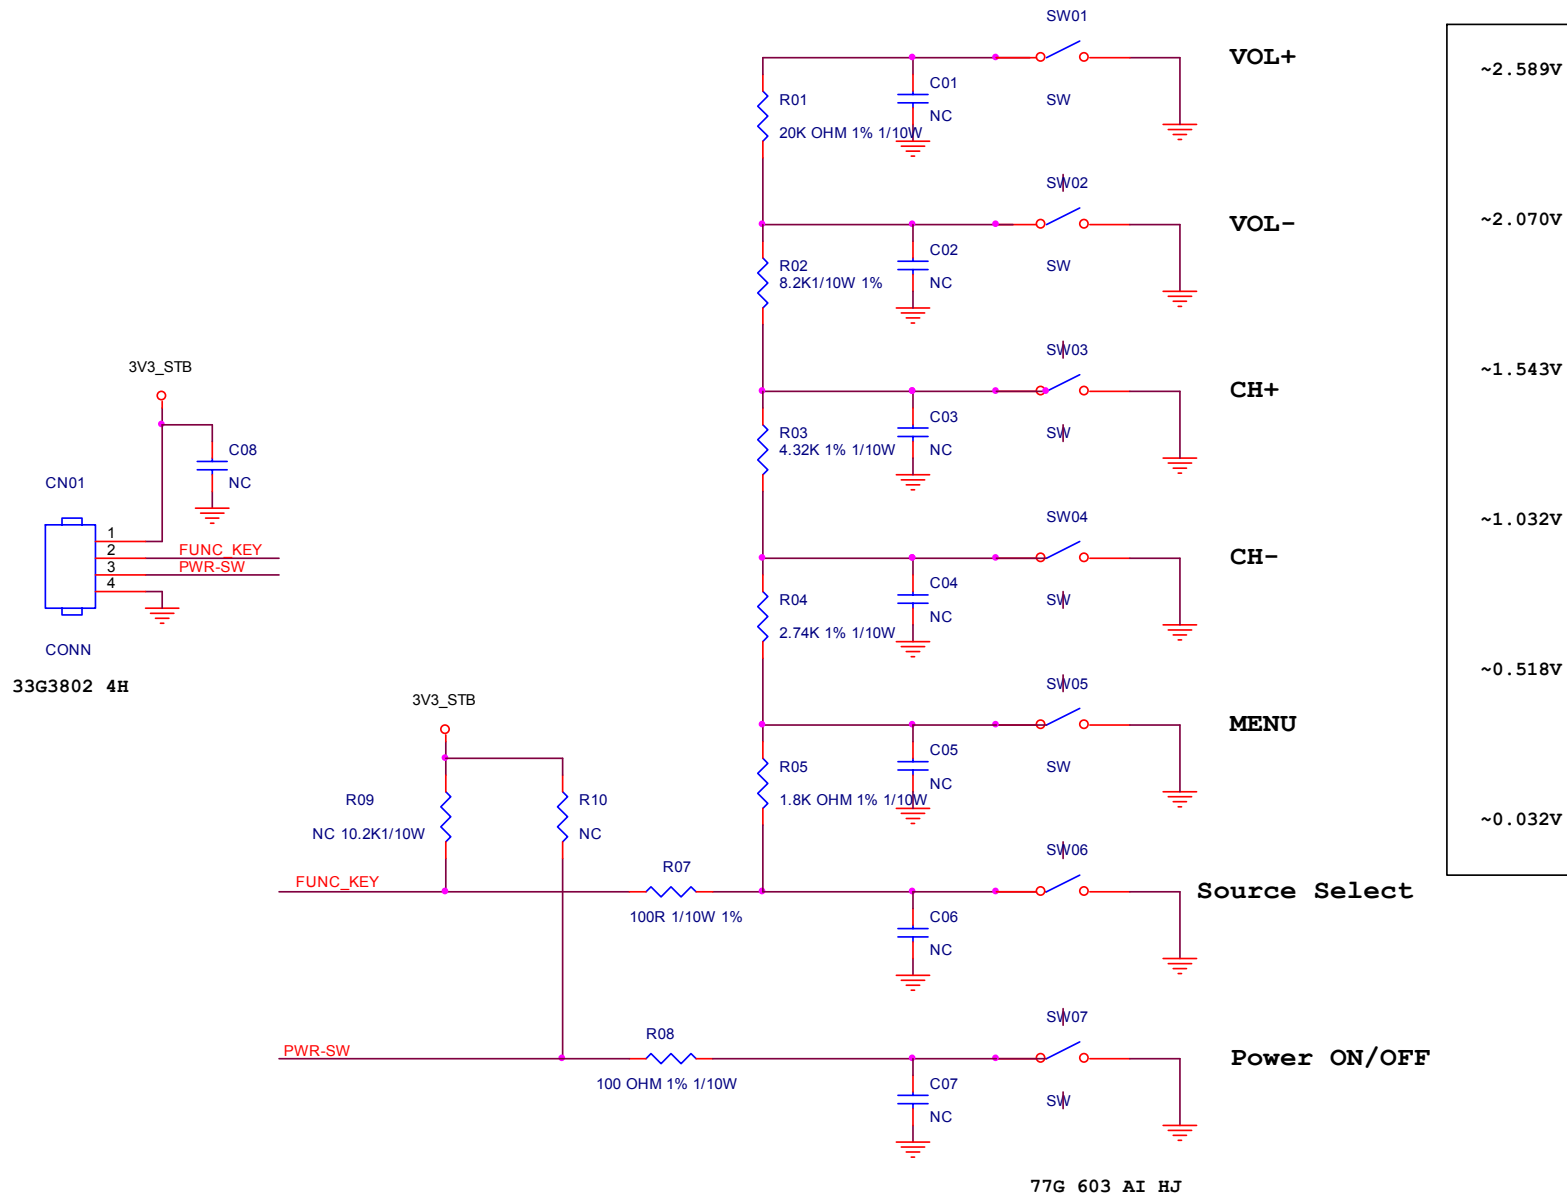 SW01
VOL+
~2.589V
C01
R01
SW
NC
20K OHM 1% 1/10W
SW02
VOL-
~2.070V
C02
R02
SW
8.2K1/10W 1%
NC
SW03
3V3_STB
~1.543V
CH+
C03
R03
SW
4.32K 1% 1/10W
NC
C08
CN01
NC
SW04
~1.032V
1
2
FUNC_KEY
CH-
3
PWR-SW
4
C04
R04
SW
NC
2.74K 1% 1/10W
CONN
33G3802 4H
SW05
~0.518V
3V3_STB
MENU
C05
R05
SW
NC
R09
R10
1.8K OHM 1% 1/10W
~0.032V
NC 10.2K1/10W
NC
SW06
R07
FUNC_KEY
Source Select
100R 1/10W 1%
C06
NC
SW07
R08
PWR-SW
Power ON/OFF
100 OHM 1% 1/10W
C07
SW
NC
77G 603 AI HJ